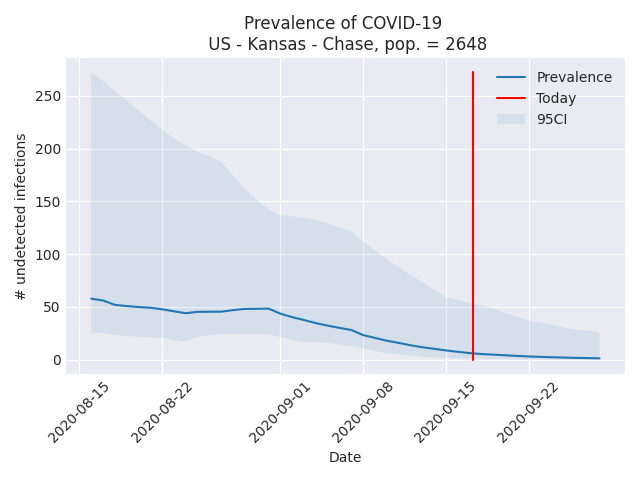 Prevalence of COVID-19
US - Kansas - Chase, pop. = 2648
Prevalence
Today
95CI
# undetected infections
250
200
150
100
50
0
2020-08-15
2020-08-22
2020-09-01
2020-09-08
2020-09-15
2020-09-22
Date